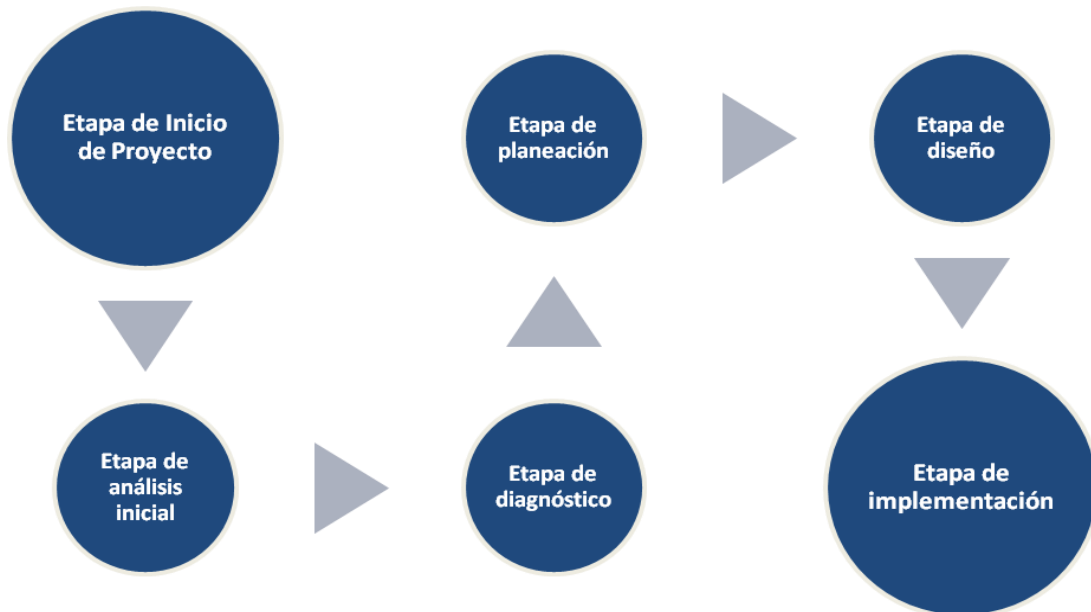 Etapa de Inicio
de Proyecto
Etapa de
análisis
inicial
Etapa de
diagnóstico
Etapa de
planeación
Etapa de
diseño
Etapa de
implementación